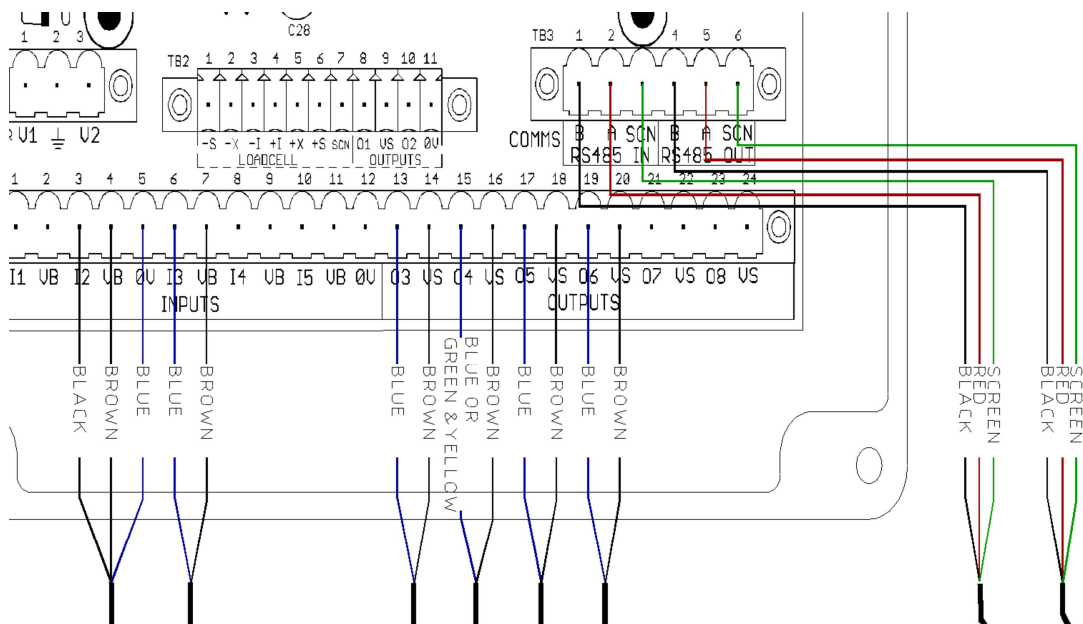 C28
1 2 3
V1 ⏚ V2
TB2 1 2 3 4 5 6 7 8 9 10 11
-S -X -I +I +X +S SCN O1 VS O2 0V
LOADCELL OUTPUTS
TB3 1 2 3 4 5 6
COMMS B A SCN B A SCN
RS485 IN RS485 OUT
1 2 3 4 5 6 7 8 9 10 11 12 13 14 15 16 17 18 19 20 21 22 23 24
I1 VB I2 VB 0V I3 VB I4 VB I5 VB 0V O3 VS O4 VS O5 VS O6 VS O7 VS O8 VS
INPUTS OUTPUTS
BLACK
BROWN
BLUE
BLUE
BROWN
BLUE
BROWN
BLUE OR
GREEN & YELLOW
BROWN
BLUE
BROWN
BLUE
BROWN
SCREEN
RED
BLACK
SCREEN
RED
BLACK